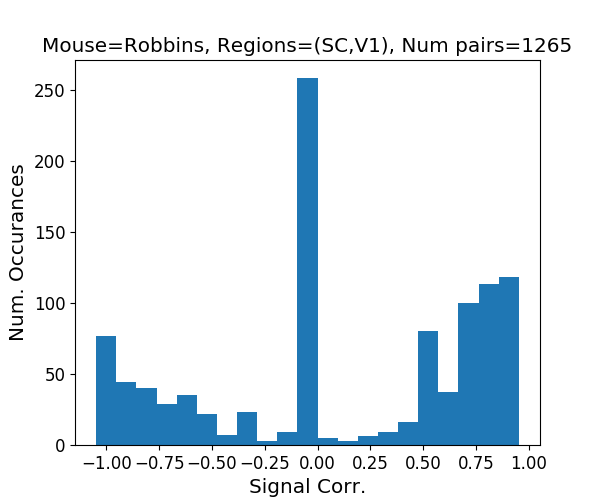 Mouse=Robbins, Regions=(SC,V1), Num pairs=1265
Num. Occurances
250
200
150
100
50
0
−1.00 −0.75 −0.50 −0.25 0.00 0.25 0.50 0.75 1.00
Signal Corr.